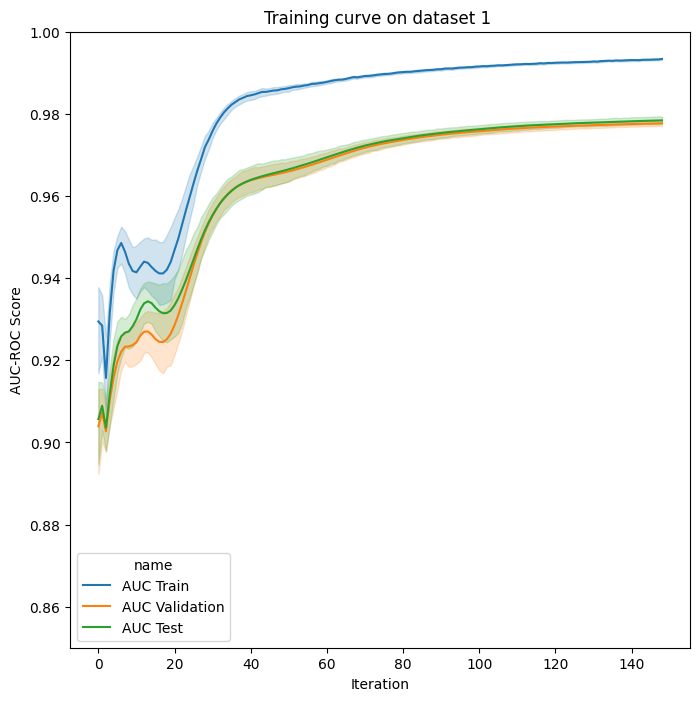 Training curve on dataset 1
1.00
0.98
0.96
0.94
0.92
0.90
0.88
0.86
AUC-ROC Score
name
AUC Train
AUC Validation
AUC Test
0 20 40 60 80 100 120 140
Iteration